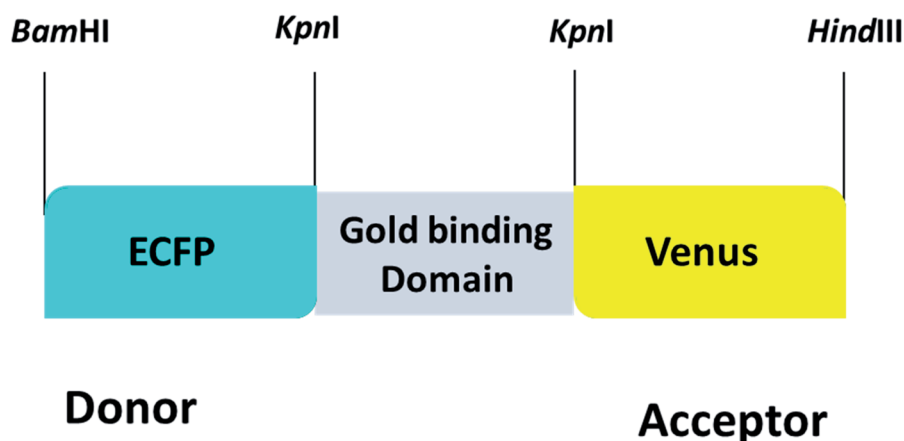 BamHI
KpnI
KpnI
HindIII
ECFP
Gold binding
Domain
Venus
Donor
Acceptor